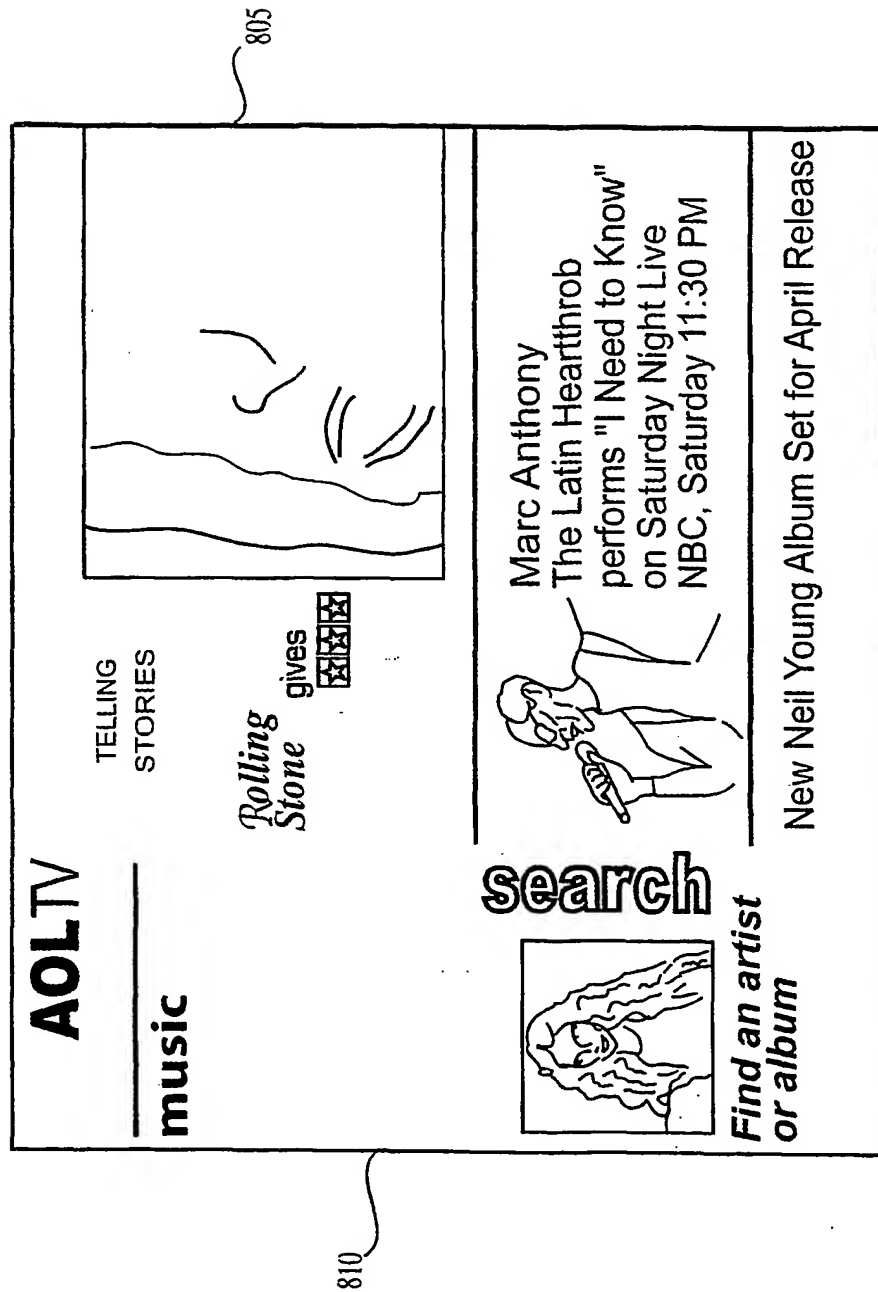 AOLTV
music
TELLING
STORIES
Rolling
Stone
gives
search
Find an artist
or album
Marc Anthony
The Latin Heartthrob
performs "I Need to Know"
on Saturday Night Live
NBC, Saturday 11:30 PM
New Neil Young Album Set for April Release
805
810